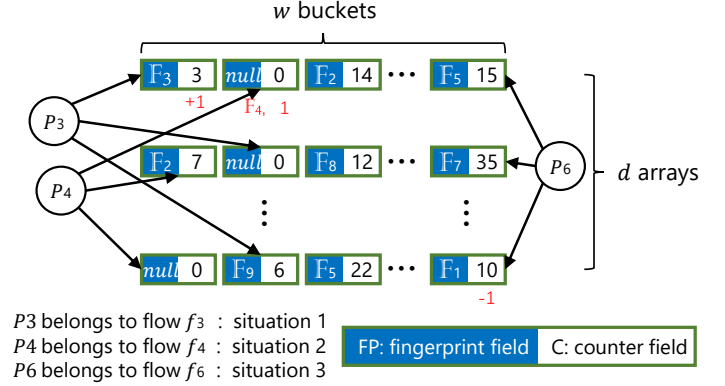 w buckets
𝔽3 3 null 0 𝔽2 14 ··· 𝔽5 15
+1 𝔽4, 1
P3
𝔽2 7 null 0 𝔽8 12 ··· 𝔽7 35
P6
d arrays
P4
null 0 𝔽9 6 𝔽5 22 ··· 𝔽1 10
-1
P3 belongs to flow f3 : situation 1
P4 belongs to flow f4 : situation 2
P6 belongs to flow f6 : situation 3
FP: fingerprint field C: counter field